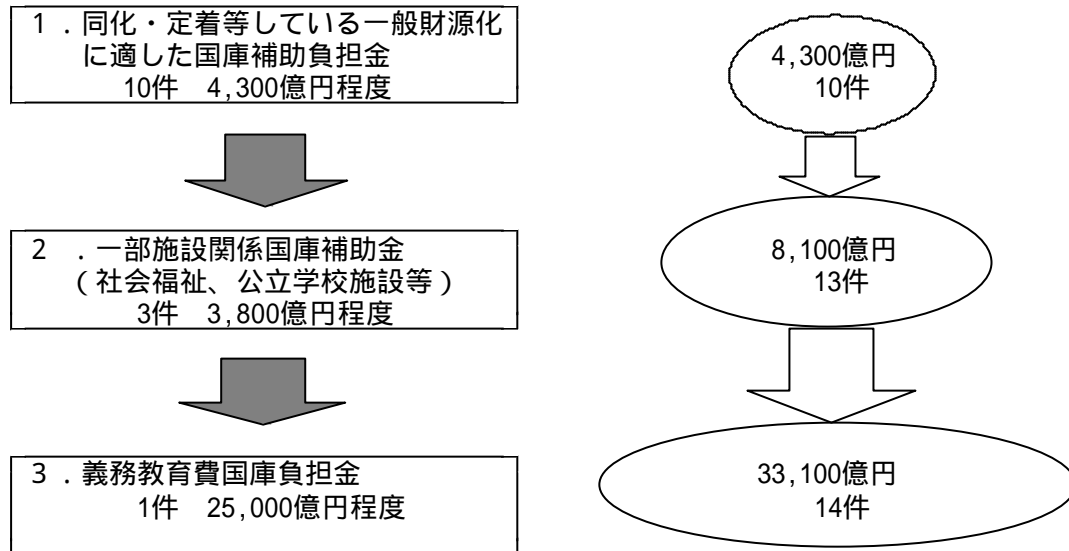 1．同化・定着等している一般財源化
に適した国庫補助負担金
10件　4,300億円程度
4,300億円
10件
2　．一部施設関係国庫補助金
（社会福祉、公立学校施設等）
3件　3,800億円程度
8,100億円
13件
3．義務教育費国庫負担金
1件　25,000億円程度
33,100億円
14件